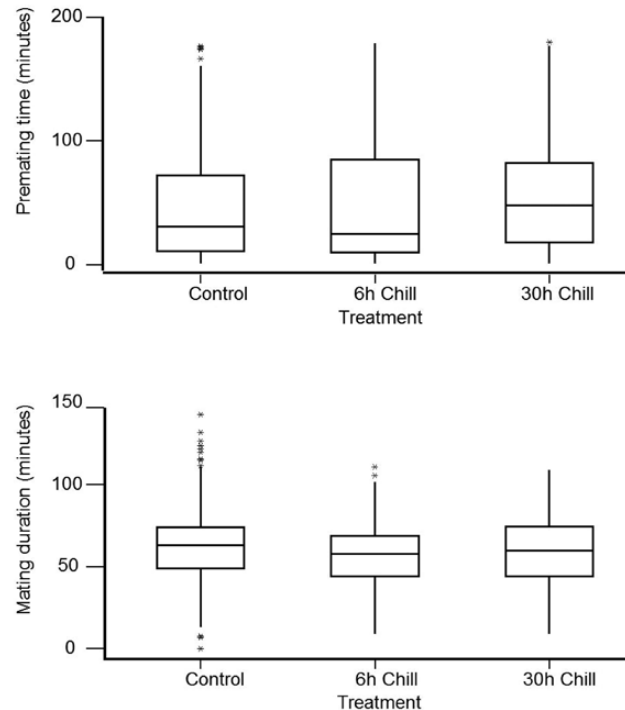 Premating time (minutes)
200
100
0
Control
6h Chill
30h Chill
Treatment
Mating duration (minutes)
150
100
50
0
Control
6h Chill
30h Chill
Treatment